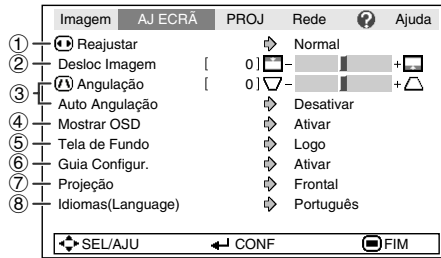 Imagem AJ ECRÃ PROJ Rede ? Ajuda
① Reajustar Normal
② Desloc Imagem [ 0 ] - +
③ Angulação [ 0 ] - +
Auto Angulação Desativar
④ Mostrar OSD Ativar
⑤ Tela de Fundo Logo
⑥ Guia Configur. Ativar
⑦ Projeção Frontal
⑧ Idiomas(Language) Português
SEL/AJU CONF FIM